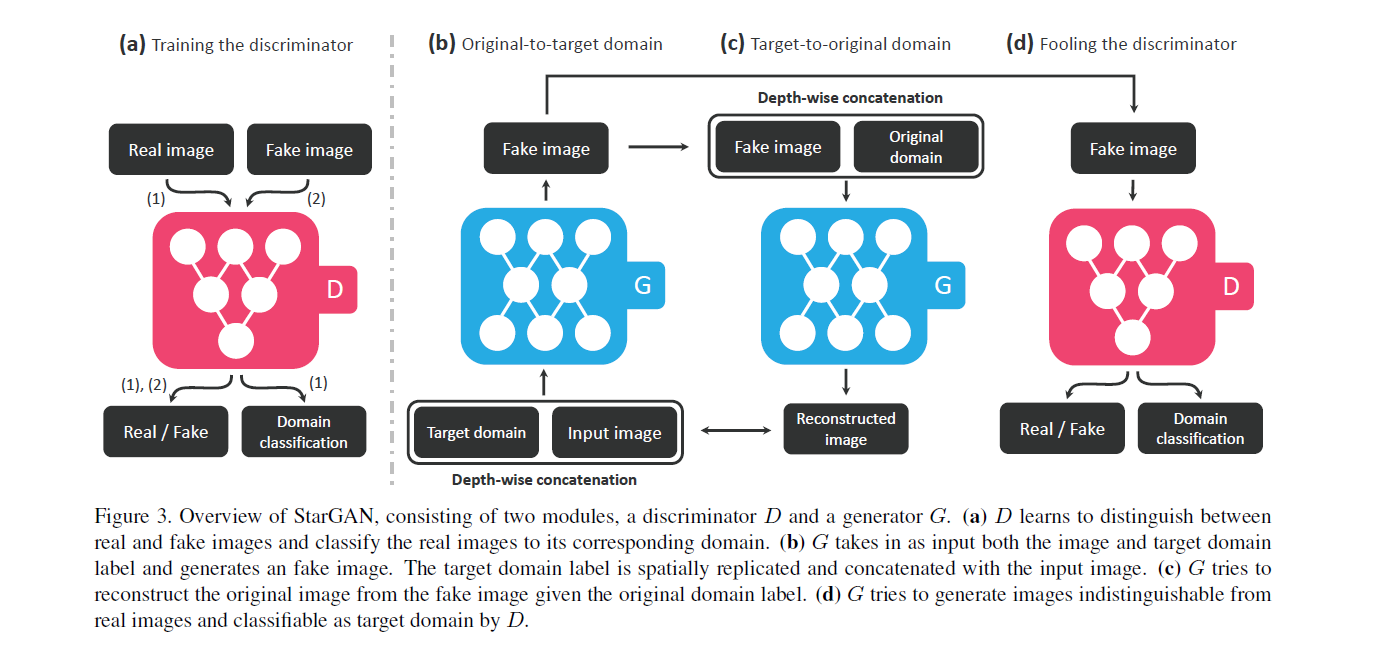 (a) Training the discriminator
(b) Original-to-target domain
(c) Target-to-original domain
(d) Fooling the discriminator
Real image
Fake image
(1)
(2)
D
(1), (2)
(1)
Real / Fake
Domain
classification
Fake image
G
Target domain
Input image
Depth-wise concatenation
Depth-wise concatenation
Fake image
Original
domain
G
Reconstructed
image
Fake image
D
Real / Fake
Domain
classification
Figure 3. Overview of StarGAN, consisting of two modules, a discriminator D and a generator G. (a) D learns to distinguish between
real and fake images and classify the real images to its corresponding domain. (b) G takes in as input both the image and target domain
label and generates an fake image. The target domain label is spatially replicated and concatenated with the input image. (c) G tries to
reconstruct the original image from the fake image given the original domain label. (d) G tries to generate images indistinguishable from
real images and classifiable as target domain by D.